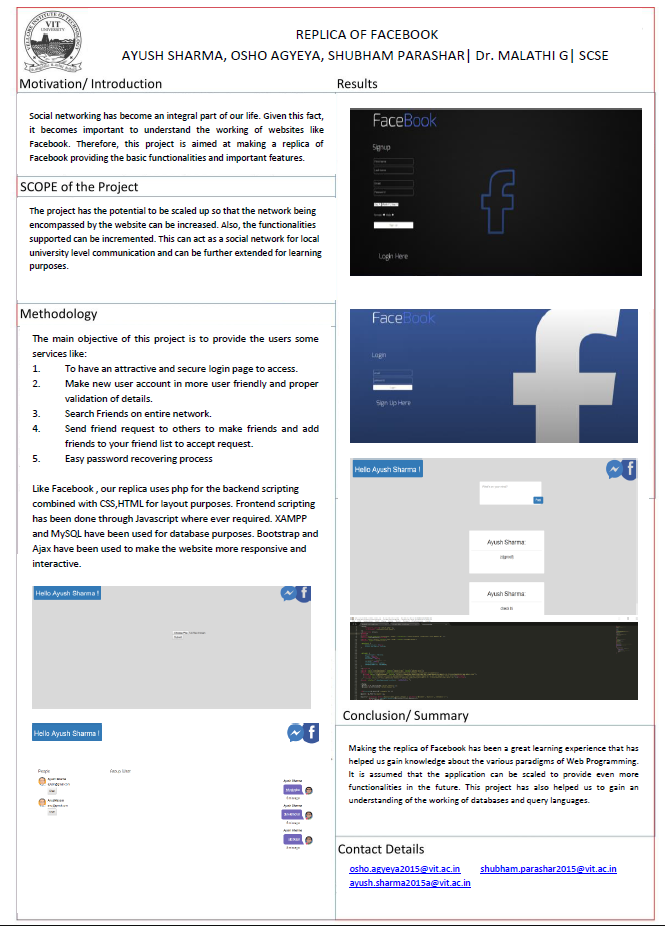 VELLORE INSTITUTE OF TECHNOLOGY
VIT
UNIVERSITY
REPLICA OF FACEBOOK
AYUSH SHARMA, OSHO AGYEYA, SHUBHAM PARASHAR| Dr. MALATHI G| SCSE
Motivation/ Introduction
Social networking has become an integral part of our life. Given this fact,
it becomes important to understand the working of websites like
Facebook. Therefore, this project is aimed at making a replica of
Facebook providing the basic functionalities and important features.
SCOPE of the Project
The project has the potential to be scaled up so that the network being
encompassed by the website can be increased. Also, the functionalities
supported can be incremented. This can act as a social network for local
university level communication and can be further extended for learning
purposes.
Methodology
The main objective of this project is to provide the users some
services like:
1. To have an attractive and secure login page to access.
2. Make new user account in more user friendly and proper
validation of details.
3. Search Friends on entire network.
4. Send friend request to others to make friends and add
friends to your friend list to accept request.
5. Easy password recovering process
Like Facebook , our replica uses php for the backend scripting
combined with CSS,HTML for layout purposes. Frontend scripting
has been done through Javascript where ever required. XAMPP
and MySQL have been used for database purposes. Bootstrap and
Ajax have been used to make the website more responsive and
interactive.
Hello Ayush Sharma !
Hello Ayush Sharma !
People
Ayush Sharma
Ayush Sharma
Ayush Sharma
Ayush Sharma
Results
FaceBook
Signup
Login Here
FaceBook
Login
Sign Up Here
Hello Ayush Sharma !
Ayush Sharma:
Ayush Sharma:
Conclusion/ Summary
Making the replica of Facebook has been a great learning experience that has
helped us gain knowledge about the various paradigms of Web Programming.
It is assumed that the application can be scaled to provide even more
functionalities in the future. This project has also helped us to gain an
understanding of the working of databases and query languages.
Contact Details
osho.agyeya2015@vit.ac.in shubham.parashar2015@vit.ac.in
ayush.sharma2015a@vit.ac.in